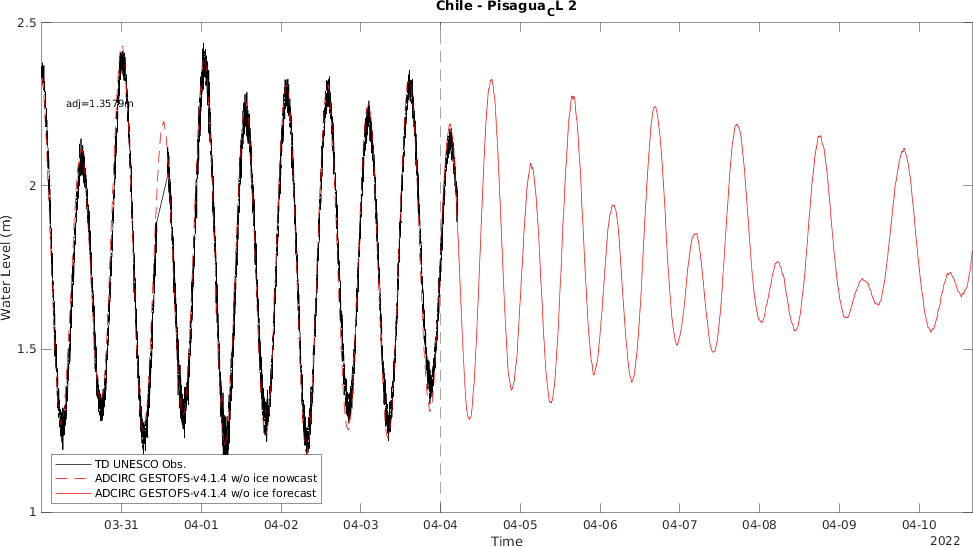 Chile - Pisagua_CL 2
2.5
2
1.5
1
Water Level (m)
adj=1.3579m
TD UNESCO Obs.
ADCIRC GESTOFS-v4.1.4 w/o ice nowcast
ADCIRC GESTOFS-v4.1.4 w/o ice forecast
03-31 04-01 04-02 04-03 04-04 04-05 04-06 04-07 04-08 04-09 04-10
Time
2022